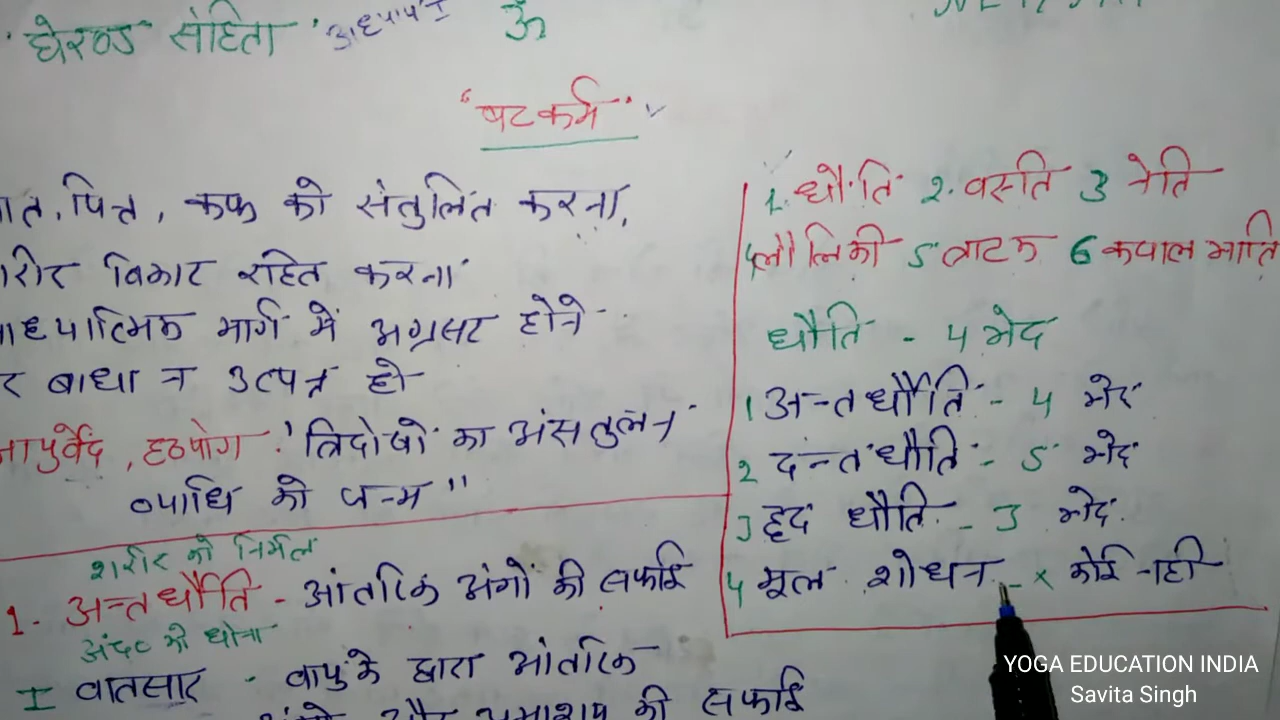 'घेरण्ड संहिता' अध्याय I ॐ
"षटकर्म"
पित्त, कफ को संतुलित करना,
विकार रहित करना
मार्ग में अग्रसर होने
बाधा न उत्पन्न हो
हठयोग : 'त्रिदोषों का अंसतुलन
व्याधि को जन्म"
1. धौति 2. वस्ति 3 नेति
4 लौलिकी 5 त्राटक 6 कपाल भाति
धौति - 4 भेद
1 अन्तर्धौति - 4 भेद
2 दन्त धौति - 5 भेद
3 हृद धौति - 3 भेद
4 मूल शोधन - x कोई नही
शरीर को निर्मल
1. अन्तर्धौति - आंतरिक अंगों की सफाई
अंदर की धोना
I वातसार - वायु के द्वारा आंतरिक
की सफाई
YOGA EDUCATION INDIA
Savita Singh